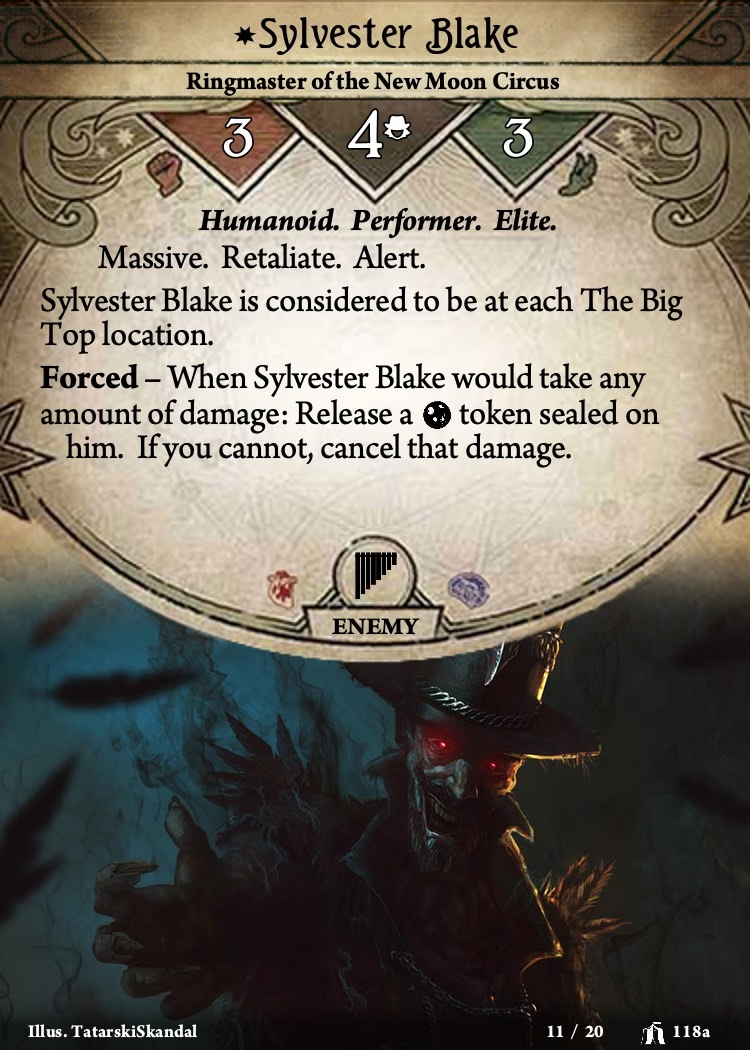 Sylvester Blake
Ringmaster of the New Moon Circus
3 4 3
Humanoid. Performer. Elite.
Massive. Retaliate. Alert.
Sylvester Blake is considered to be at each The Big
Top location.
Forced – When Sylvester Blake would take any
amount of damage: Release a token sealed on
him. If you cannot, cancel that damage.
ENEMY
Illus. TatarskiSkandal 11 / 20 118a